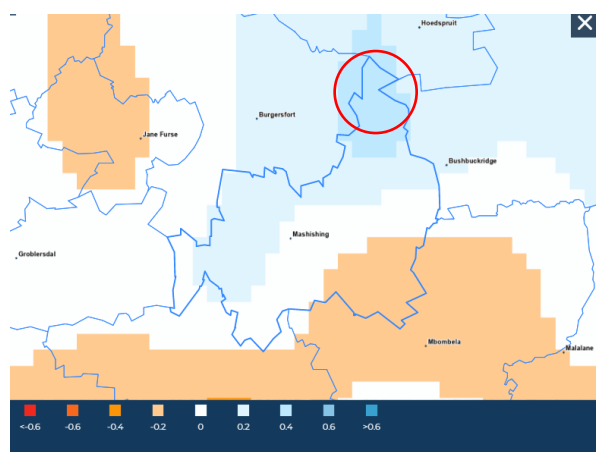 Hoedspruit
Burgersfort
Jane Furse
Bushbuckridge
Mashishing
Groblersdal
Mbombela
Malalane
<-0.6 -0.6 -0.4 -0.2 0 0.2 0.4 0.6 >0.6